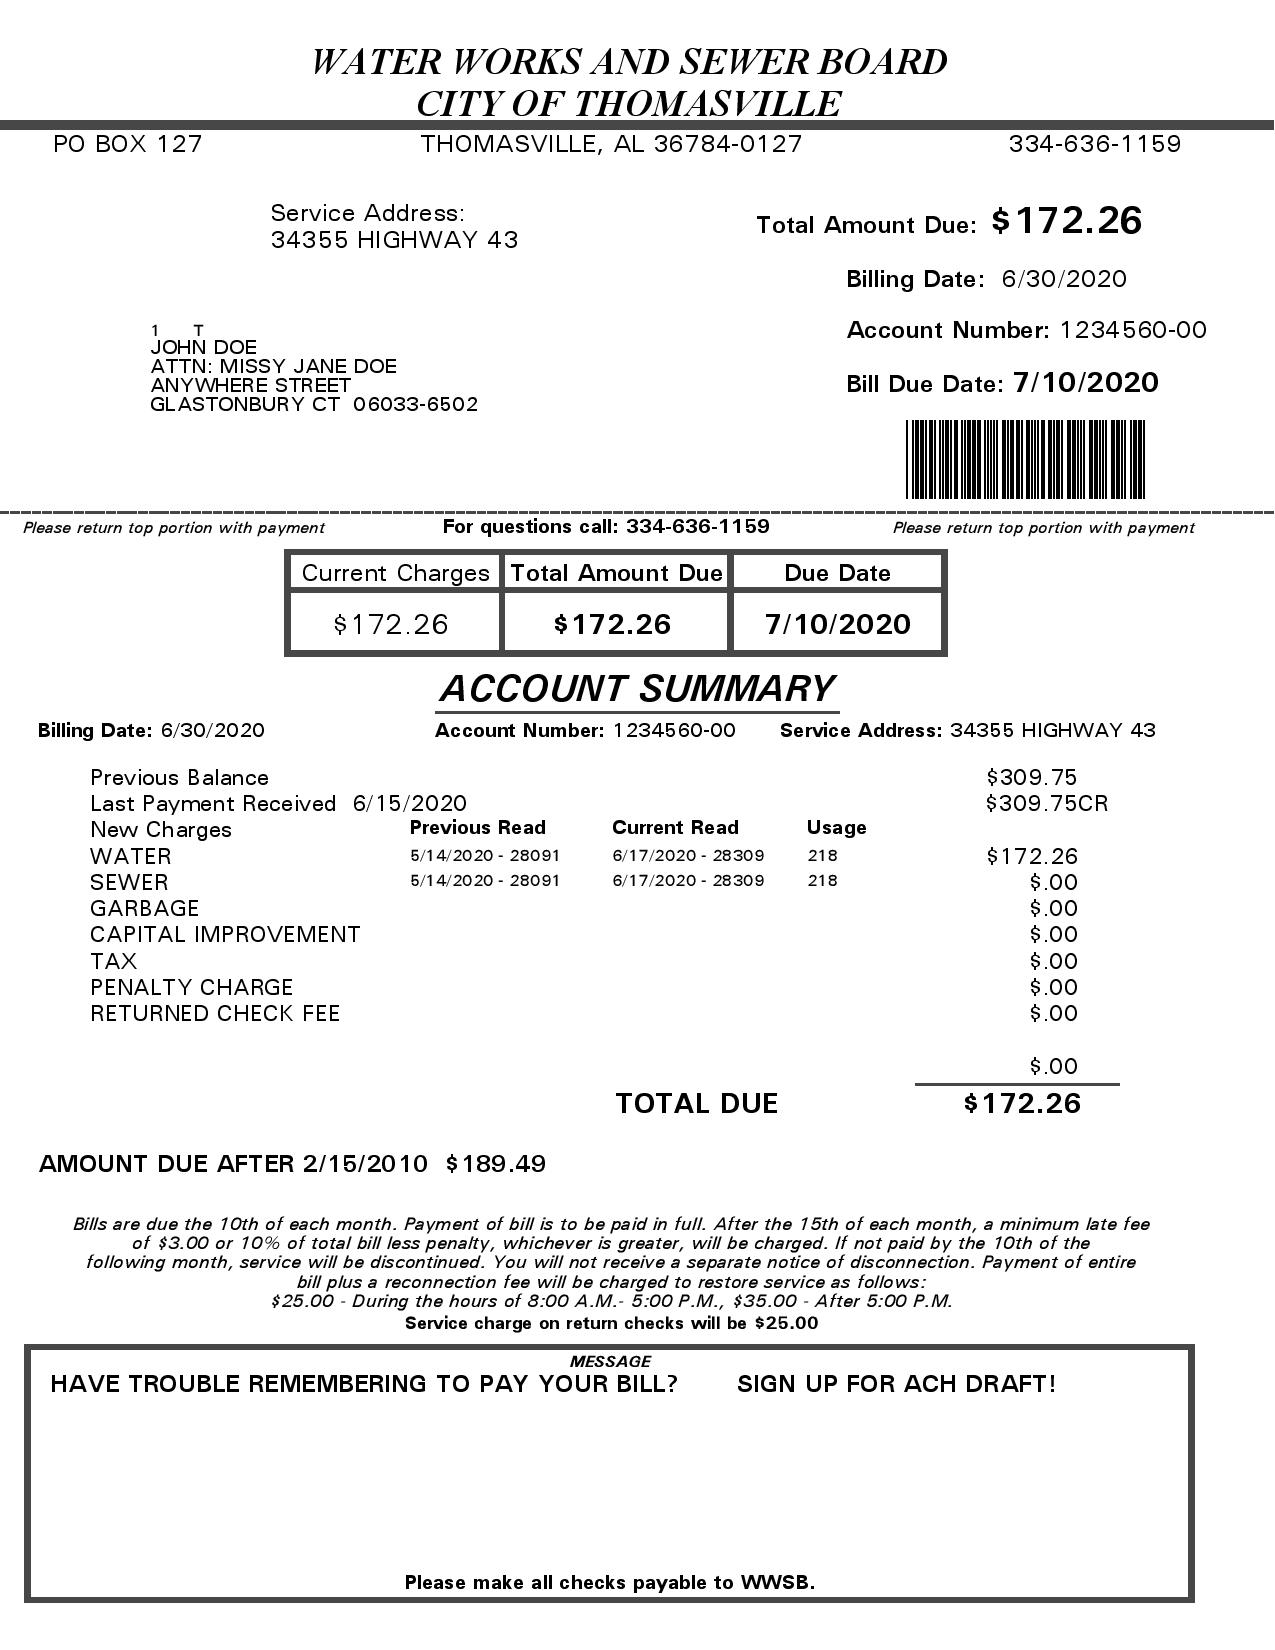 WATER WORKS AND SEWER BOARD
CITY OF THOMASVILLE
PO BOX 127 THOMASVILLE, AL 36784-0127 334-636-1159
Service Address:
34355 HIGHWAY 43
Total Amount Due: $172.26
Billing Date: 6/30/2020
Account Number: 1234560-00
Bill Due Date: 7/10/2020
1 T
JOHN DOE
ATTN: MISSY JANE DOE
ANYWHERE STREET
GLASTONBURY CT 06033-6502
Please return top portion with payment For questions call: 334-636-1159 Please return top portion with payment
Current Charges Total Amount Due Due Date
$172.26 $172.26 7/10/2020
ACCOUNT SUMMARY
Billing Date: 6/30/2020 Account Number: 1234560-00 Service Address: 34355 HIGHWAY 43
Previous Balance $309.75
Last Payment Received 6/15/2020 $309.75CR
New Charges Previous Read Current Read Usage
WATER 5/14/2020 - 28091 6/17/2020 - 28309 218 $172.26
SEWER 5/14/2020 - 28091 6/17/2020 - 28309 218 $.00
GARBAGE $.00
CAPITAL IMPROVEMENT $.00
TAX $.00
PENALTY CHARGE $.00
RETURNED CHECK FEE $.00
$.00
TOTAL DUE $172.26
AMOUNT DUE AFTER 2/15/2010 $189.49
Bills are due the 10th of each month. Payment of bill is to be paid in full. After the 15th of each month, a minimum late fee
of $3.00 or 10% of total bill less penalty, whichever is greater, will be charged. If not paid by the 10th of the
following month, service will be discontinued. You will not receive a separate notice of disconnection. Payment of entire
bill plus a reconnection fee will be charged to restore service as follows:
$25.00 - During the hours of 8:00 A.M.- 5:00 P.M., $35.00 - After 5:00 P.M.
Service charge on return checks will be $25.00
MESSAGE
HAVE TROUBLE REMEMBERING TO PAY YOUR BILL? SIGN UP FOR ACH DRAFT!
Please make all checks payable to WWSB.